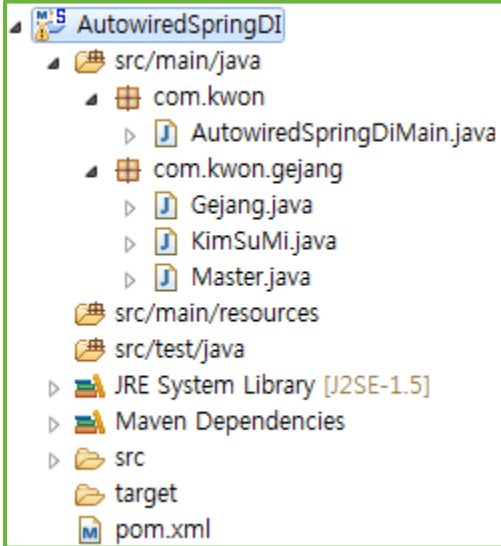 AutowiredSpringDI
src/main/java
com.kwon
AutowiredSpringDiMain.java
com.kwon.gejang
Gejang.java
KimSuMi.java
Master.java
src/main/resources
src/test/java
JRE System Library [J2SE-1.5]
Maven Dependencies
src
target
pom.xml